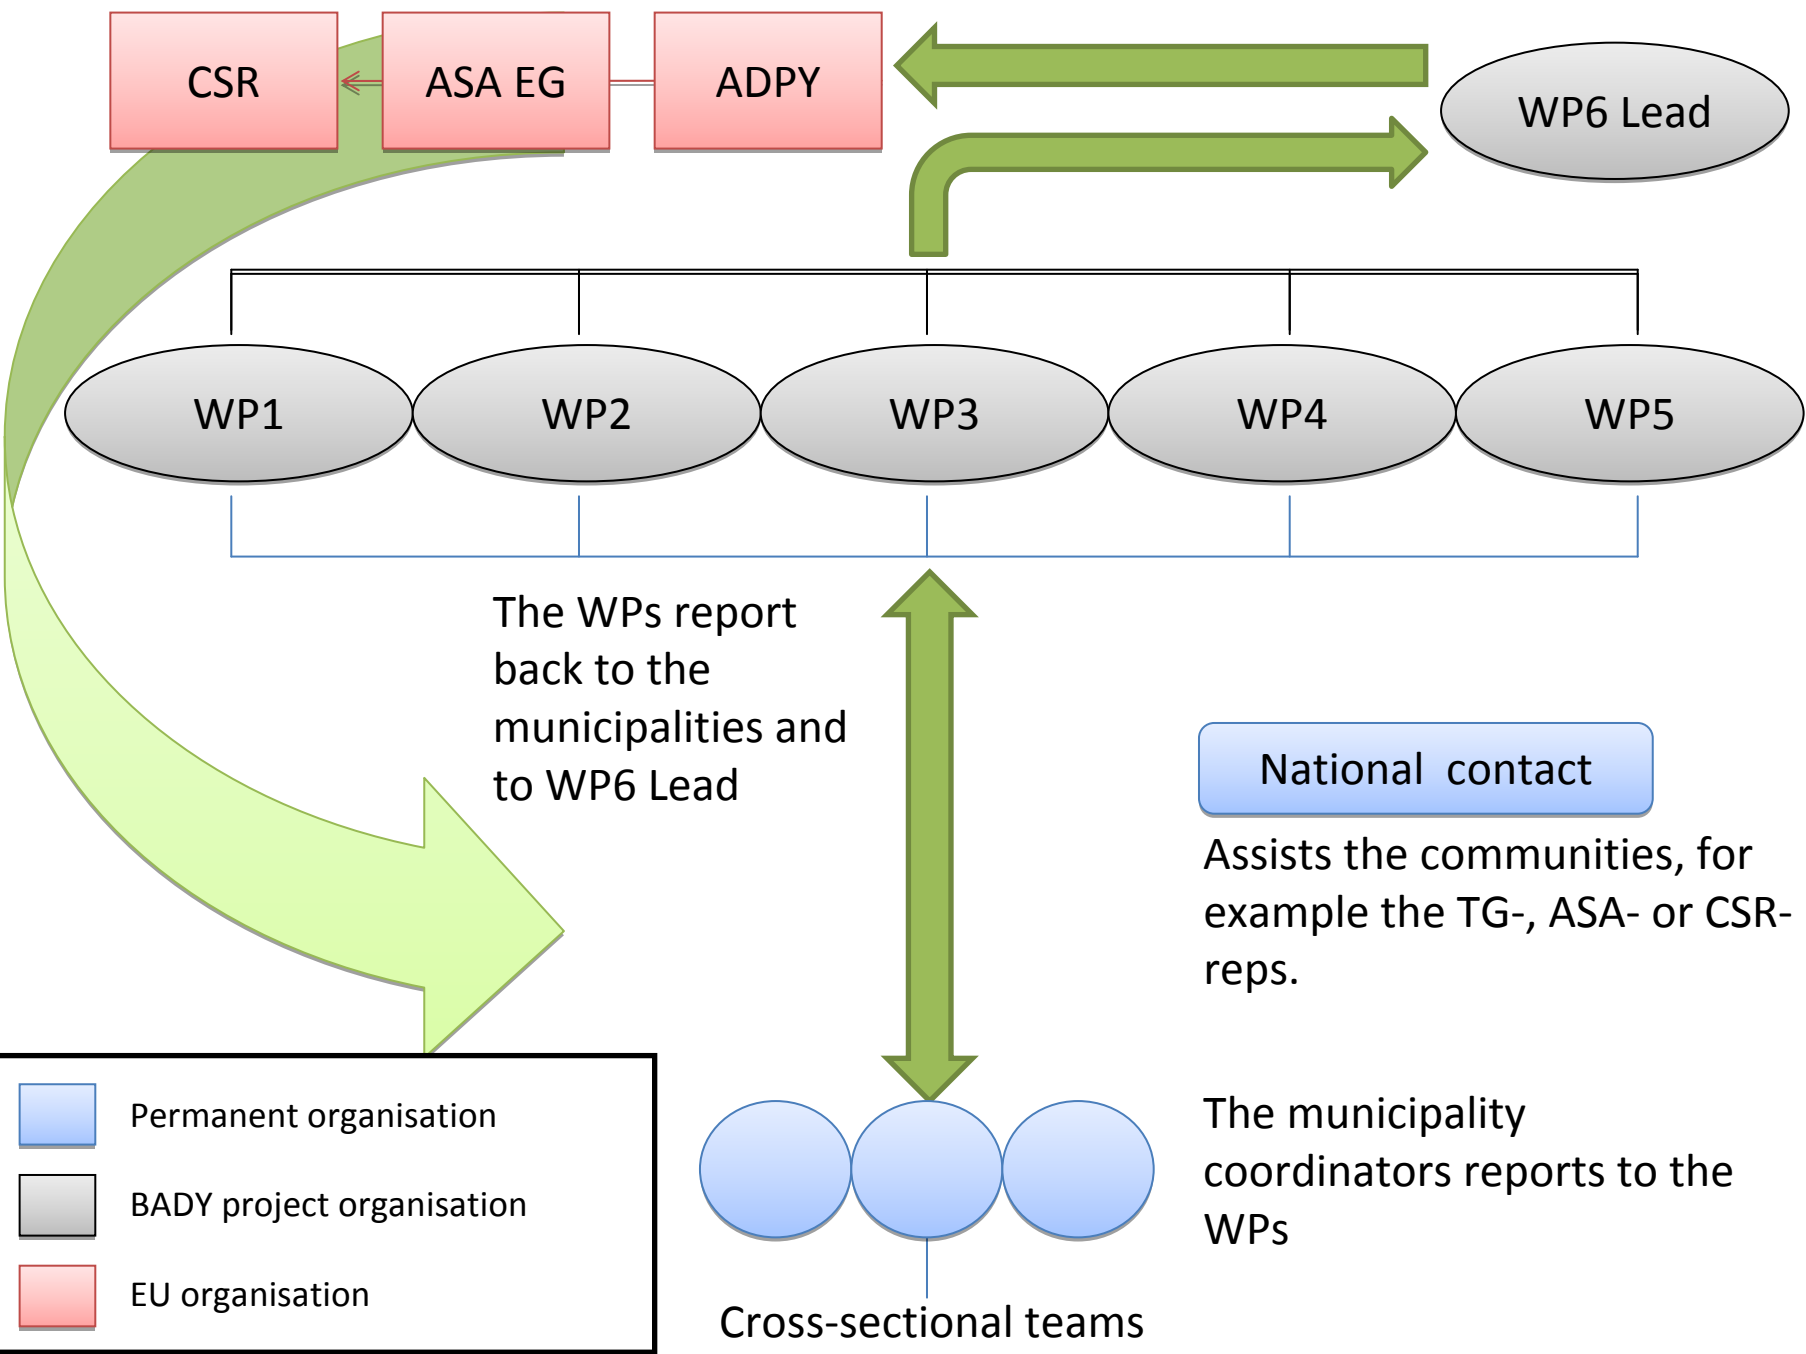 CSR
ASA EG
ADPY
WP6 Lead
WP1
WP2
WP3
WP4
WP5
The WPs report
back to the
municipalities and
to WP6 Lead
National contact
Assists the communities, for
example the TG-, ASA- or CSR-
reps.
The municipality
coordinators reports to the
WPs
Permanent organisation
BADY project organisation
EU organisation
Cross-sectional teams